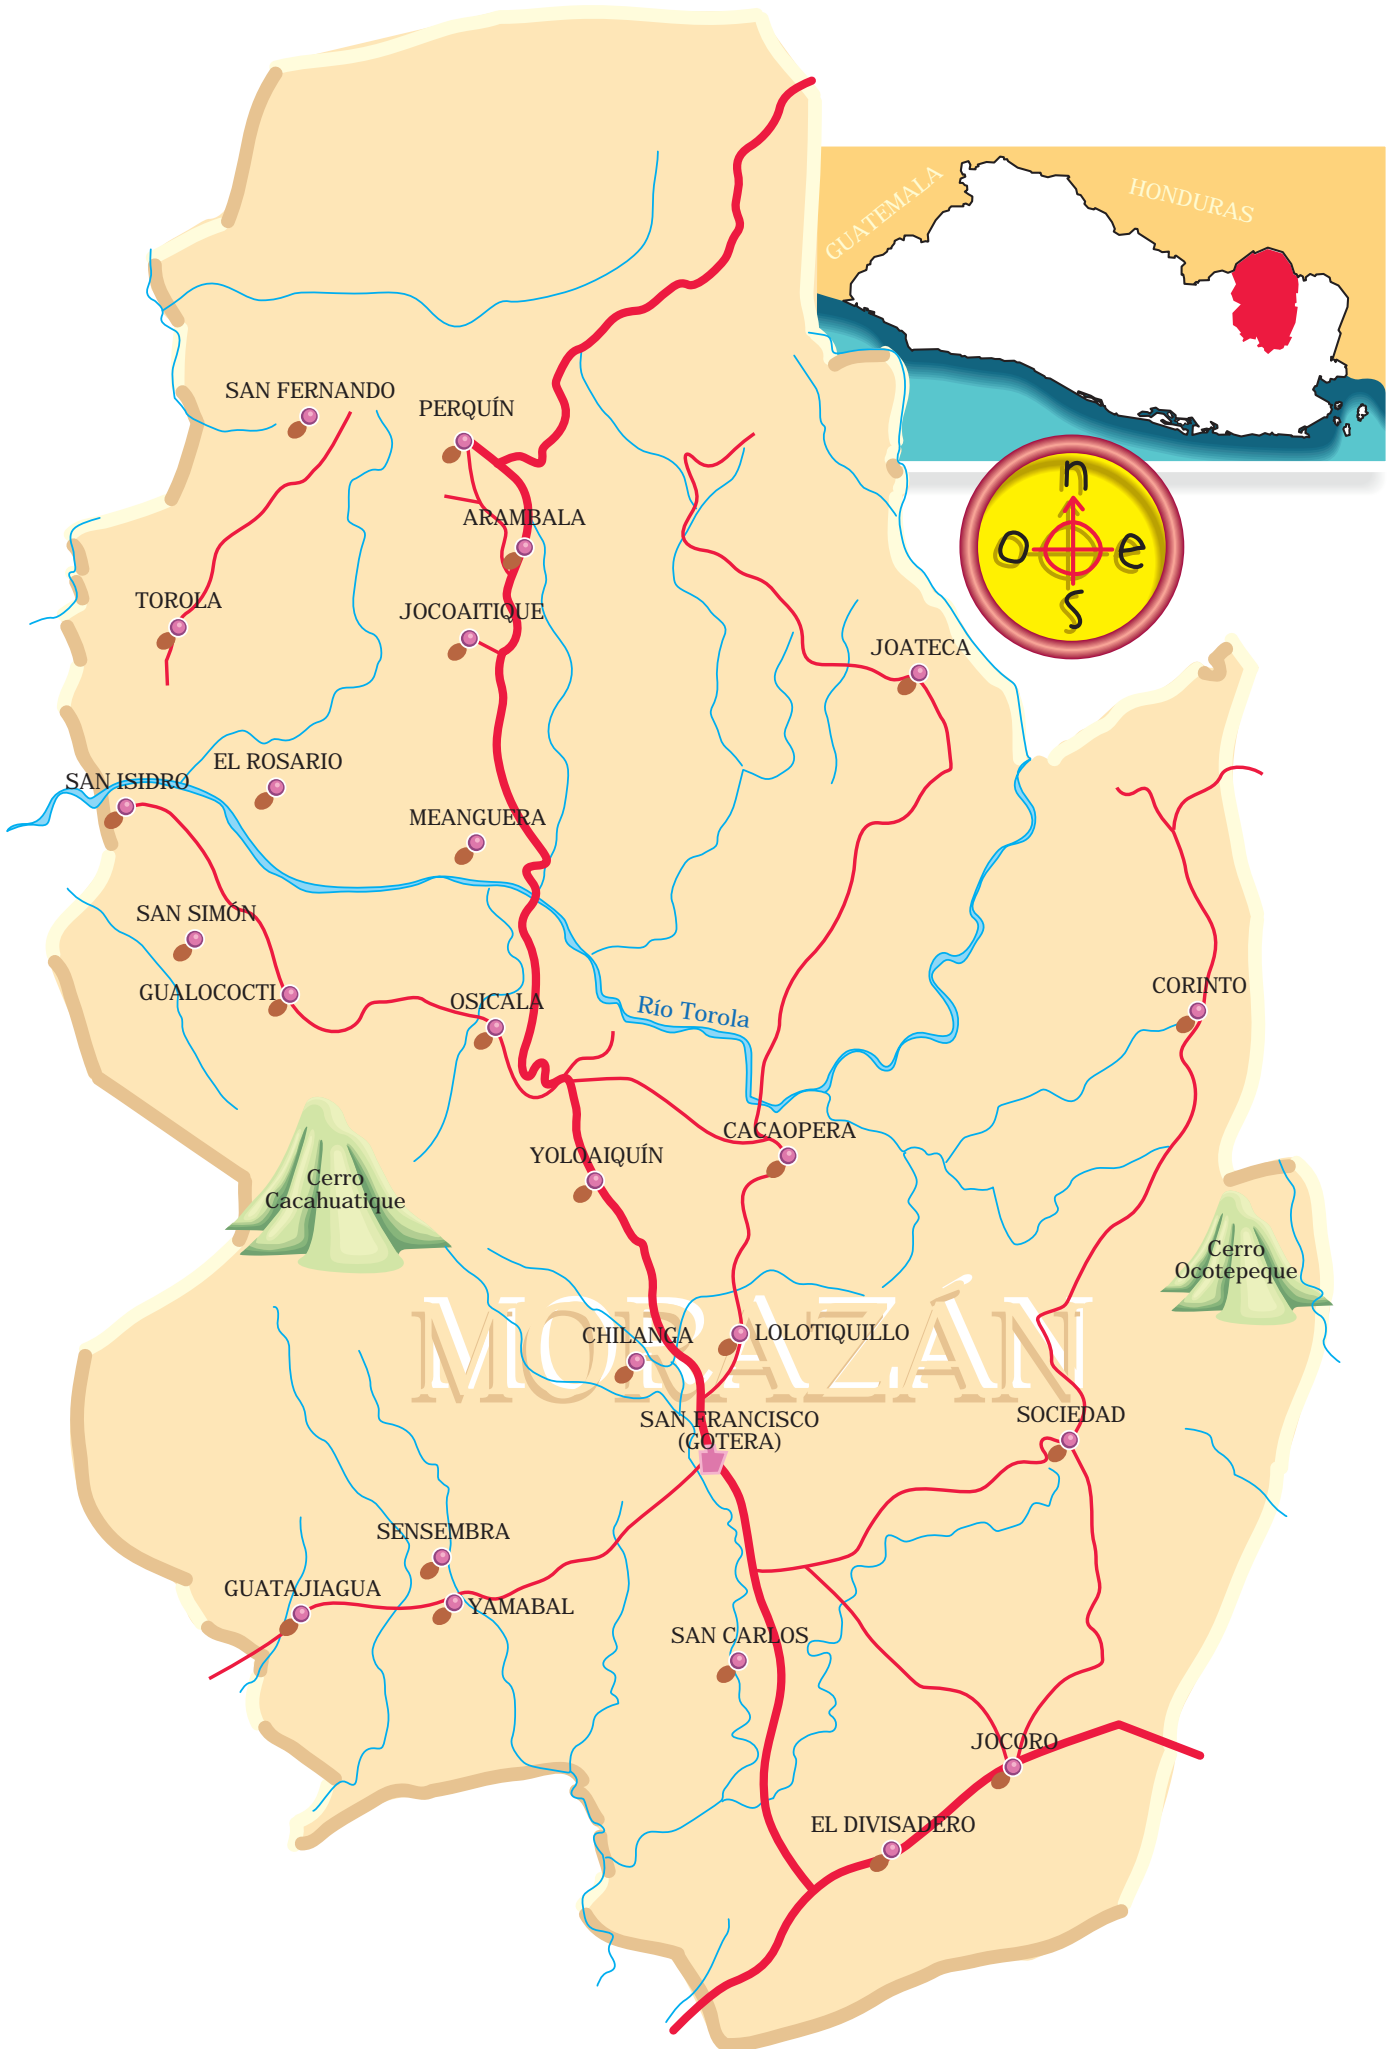 GUATEMALA
HONDURAS
SAN FERNANDO
PERQUÍN
n
ARAMBALA
o
e
TOROLA
JOCOAITIQUE
s
JOATECA
EL ROSARIO
SAN ISIDRO
MEANGUERA
SAN SIMÓN
GUALOCOCTI
OSICALA
Río Torola
CORINTO
CACAOPERA
YOLOAIQUÍN
Cerro
Cacahuatique
Cerro
Ocotepeque
MORAZÁN
CHILANGA
LOLOTIQUILLO
SAN FRANCISCO
(GOTERA)
SOCIEDAD
SENSEMBRA
GUATAJIAGUA
YAMABAL
SAN CARLOS
JOCORO
EL DIVISADERO